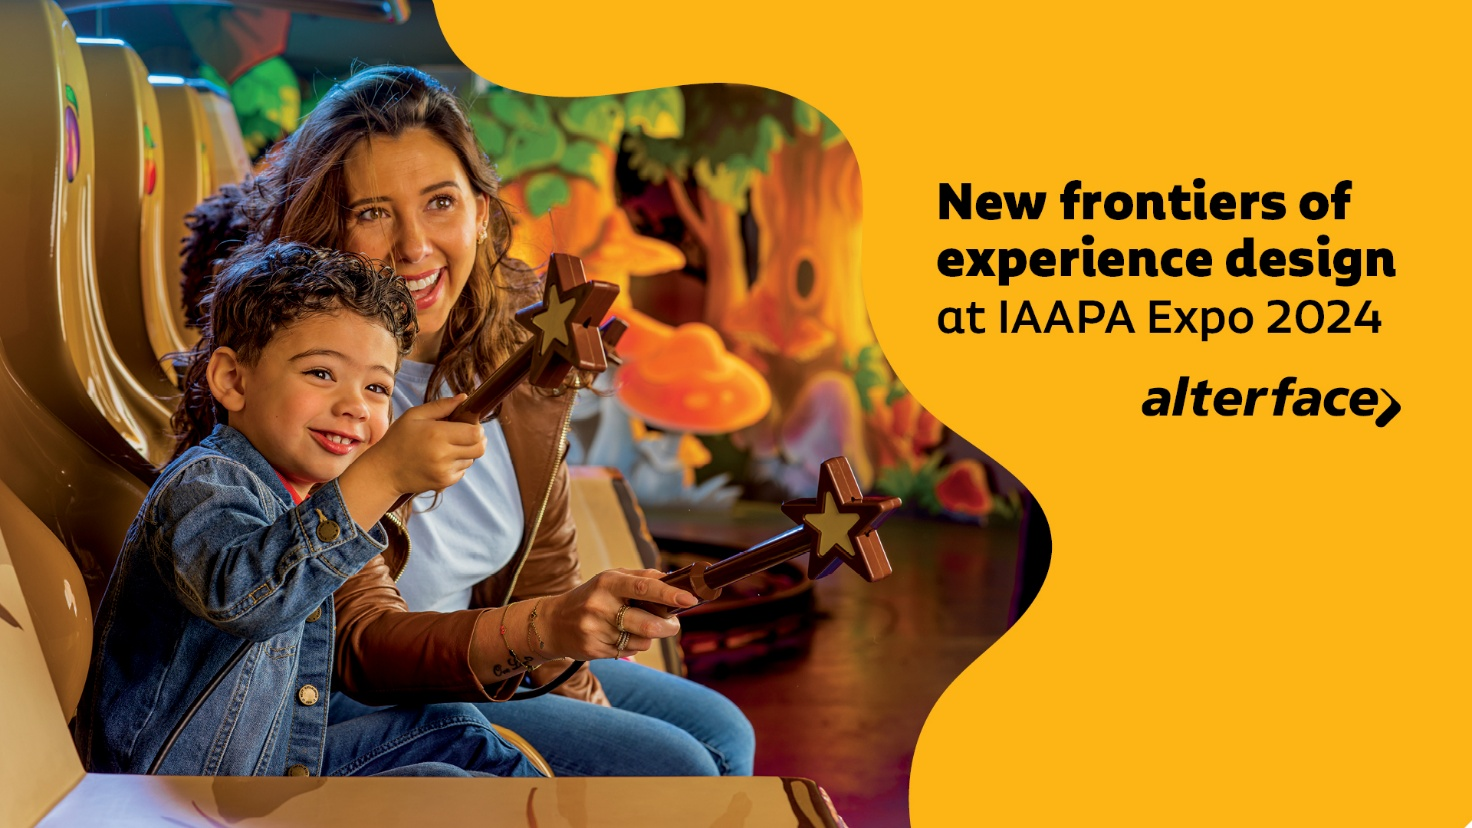 New frontiers of
experience design
at IAAPA Expo 2024
alterface